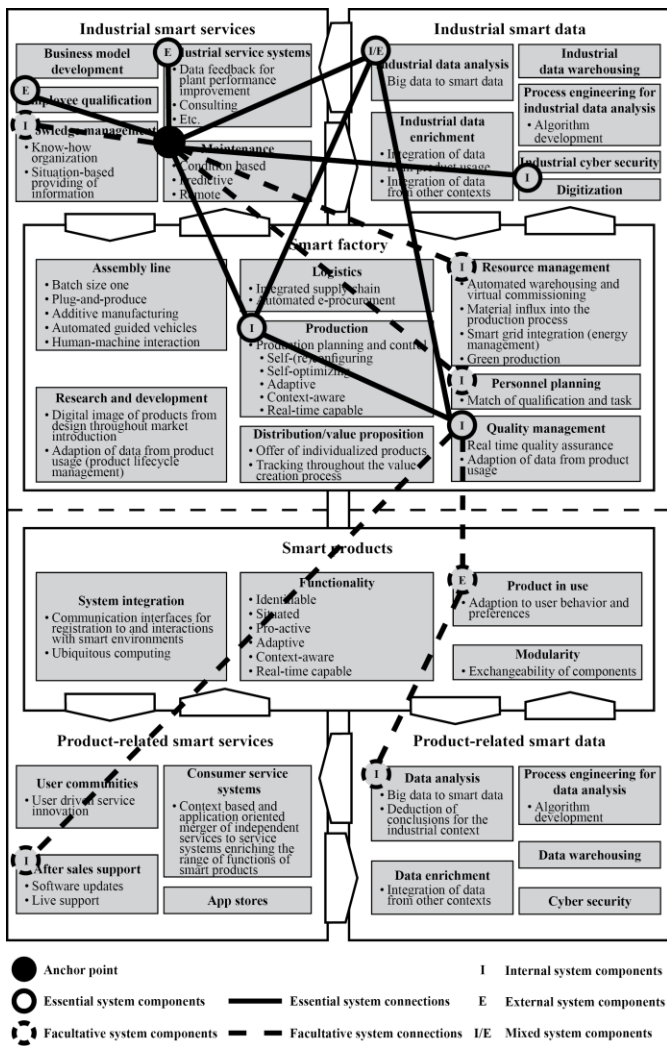 Industrial smart services
Business model
development
E
Industrial service systems
• Data feedback for
plant performance
improvement
• Consulting
• Etc.
E
Employee qualification
I
Knowledge management
• Know-how
organization
• Situation-based
providing of
information
Maintenance
• Condition based
• Predictive
• Remote
Industrial smart data
I/E
Industrial data analysis
Big data to smart data
Industrial
data warehousing
Process engineering for
industrial data analysis
• Algorithm
development
Industrial data
enrichment
• Integration of data
from product usage
• Integration of data
from other contexts
Industrial cyber security
I
Digitization
Smart factory
Assembly line
• Batch size one
• Plug-and-produce
• Additive manufacturing
• Automated guided vehicles
• Human-machine interaction
Logistics
• Integrated supply chain
• Automated e-procurement
I
Resource management
• Automated warehousing and
virtual commissioning
• Material influx into the
production process
• Smart grid integration (energy
management)
• Green production
I
Production
• Production planning and control
• Self-(re)configuring
• Self-optimizing
• Adaptive
• Context-aware
• Real-time capable
I
Personnel planning
• Match of qualification and task
Research and development
• Digital image of products from
design throughout market
introduction
• Adaption of data from product
usage (product lifecycle
management)
Distribution/value proposition
• Offer of individualized products
• Tracking throughout the value
creation process
I
Quality management
• Real time quality assurance
• Adaption of data from product
usage
Smart products
System integration
• Communication interfaces for
registration to and interactions
with smart environments
• Ubiquitous computing
Functionality
• Identifiable
• Situated
• Pro-active
• Adaptive
• Context-aware
• Real-time capable
E
Product in use
• Adaption to user behavior and
preferences
Modularity
• Exchangeability of components
Product-related smart services
User communities
• User driven service
innovation
Consumer service
systems
• Context based and
application oriented
merger of independent
services to service
systems enriching the
range of functions of
smart products
I
After sales support
• Software updates
• Live support
App stores
Product-related smart data
I
Data analysis
• Big data to smart data
• Deduction of
conclusions for the
industrial context
Process engineering for
data analysis
• Algorithm
development
Data warehousing
Data enrichment
• Integration of data
from other contexts
Cyber security
Anchor point
I Internal system components
Essential system components
Essential system connections
E External system components
Facultative system components
Facultative system connections
I/E Mixed system components